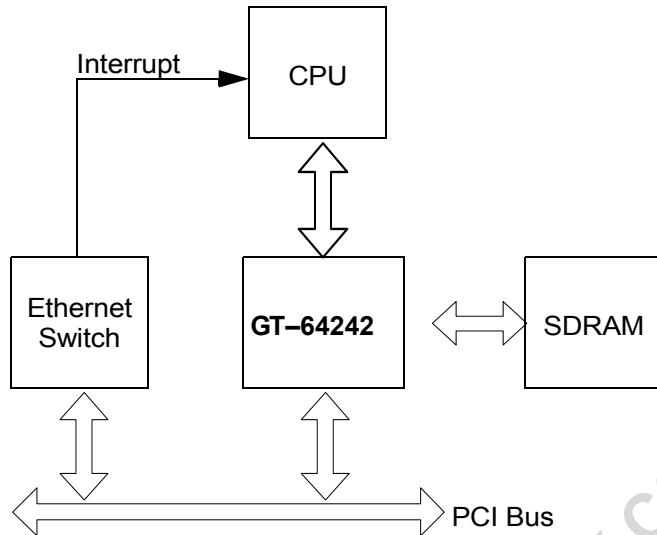 Interrupt
CPU
Ethernet
Switch
GT–64242
SDRAM
PCI Bus